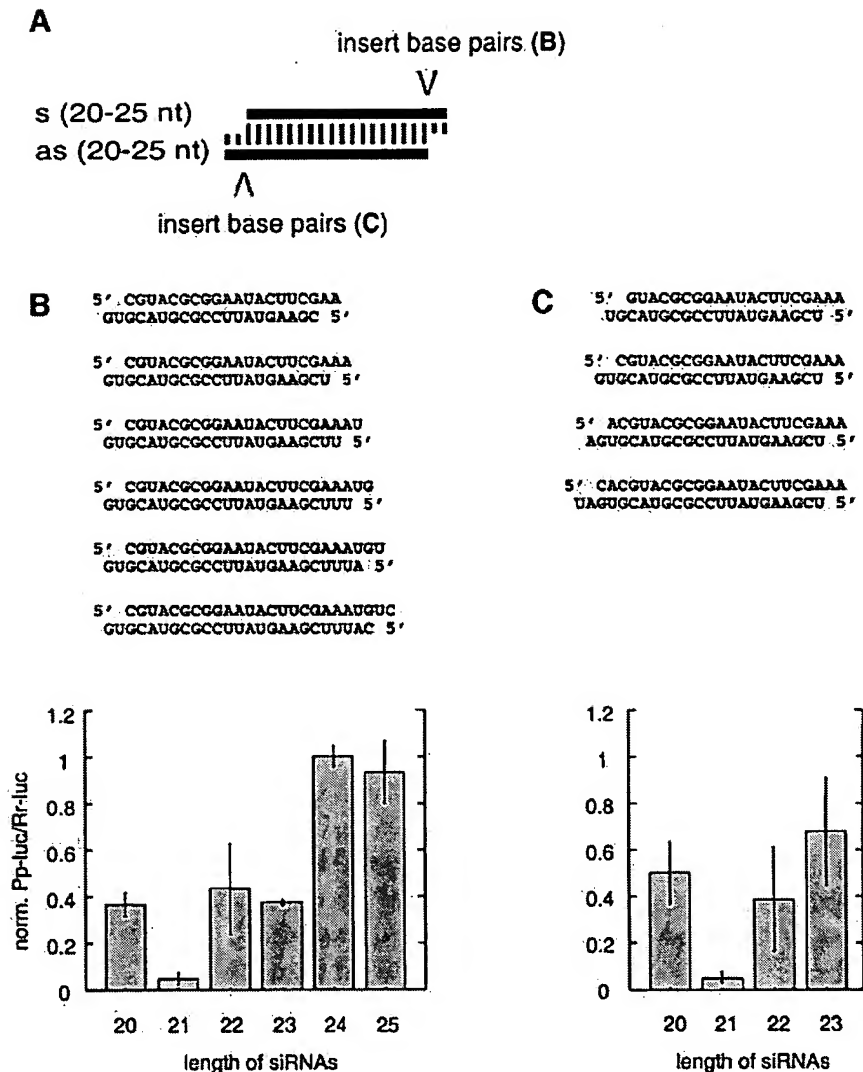 A
insert base pairs (B)
s (20-25 nt)
as (20-25 nt)
insert base pairs (C)
B
5' CGUACGCGGAAUACUUCGAA
GUGCAUGCGCCUUAUGAAGC 5'
5' CGUACGCGGAAUACUUCGAAA
GUGCAUGCGCCUUAUGAAGCU 5'
5' CGUACGCGGAAUACUUCGAAAU
GUGCAUGCGCCUUAUGAAGCUU 5'
5' CGUACGCGGAAUACUUCGAAAUG
GUGCAUGCGCCUUAUGAAGCUUU 5'
5' CGUACGCGGAAUACUUCGAAAUGU
GUGCAUGCGCCUUAUGAAGCUUUA 5'
5' CGUACGCGGAAUACUUCGAAAUGUC
GUGCAUGCGCCUUAUGAAGCUUUAC 5'
C
5' GUACGCGGAAUACUUCGAAA
UGCAUGCGCCUUAUGAAGCU 5'
5' CGUACGCGGAAUACUUCGAAA
GUGCAUGCGCCUUAUGAAGCU 5'
5' ACGUACGCGGAAUACUUCGAAA
AGUGCAUGCGCCUUAUGAAGCU 5'
5' CACGUACGCGGAAUACUUCGAAA
UAGUGCAUGCGCCUUAUGAAGCU 5'
norm. Pp-luc/Rr-luc
1.2
1
0.8
0.6
0.4
0.2
0
20 21 22 23 24 25
length of siRNAs
1.2
1
0.8
0.6
0.4
0.2
0
20 21 22 23
length of siRNAs